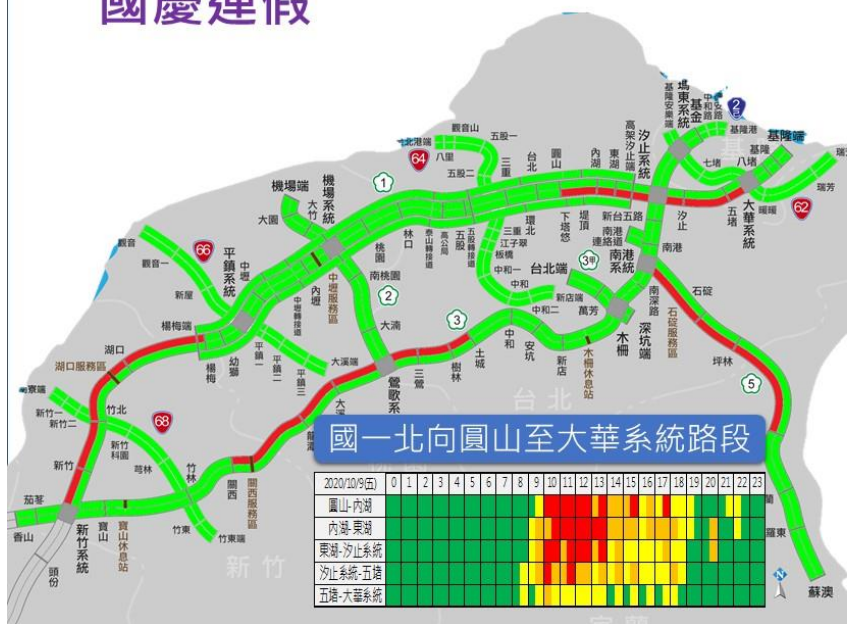 國慶連假
2
瑪東系統
基金
基隆端
基隆港
基隆
七堵
八堵
大華系統
瑞芳
暖暖
62
五堵
汐止
汐止系統
高架汐止端
東湖
內湖
圓山
台北
三重
五股一
觀音山
八里
64
五股二
1
機場端
機場系統
大竹
大園
桃園
林口
泰山轉接道
高公局
五股
五股轉接道
三重
江子翠
板橋
中和一
中和
中和二
環北
下塔悠
堤頂
新台五路
南港
連絡道
南港系統
南港
3甲
台北端
新店端
萬芳
南深路
石碇
石碇服務區
坪林
5
深坑端
木柵
木柵休息站
新店
安坑
中和
土城
樹林
三鶯
3
鶯歌系
大溪
大湳
南桃園
2
中壢服務區
內壢
中壢轉接道
中壢
平鎮系統
66
觀音
觀音一
新屋
楊梅端
楊梅
幼獅
平鎮一
平鎮二
平鎮三
大溪端
湖口
湖口服務區
新竹一
新竹二
竹北
68
新竹科園
芎林
竹林
竹東
竹東端
關西
關西服務區
新竹
茄苳
香山
新竹系統
寶山
寶山休息站
頭份
新竹
台北
羅東
蘇澳
N
國一北向圓山至大華系統路段
2020/10/9(五) 0 1 2 3 4 5 6 7 8 9 10 11 12 13 14 15 16 17 18 19 20 21 22 23
圓山-內湖
內湖-東湖
東湖-汐止系統
汐止系統-五堵
五堵-大華系統